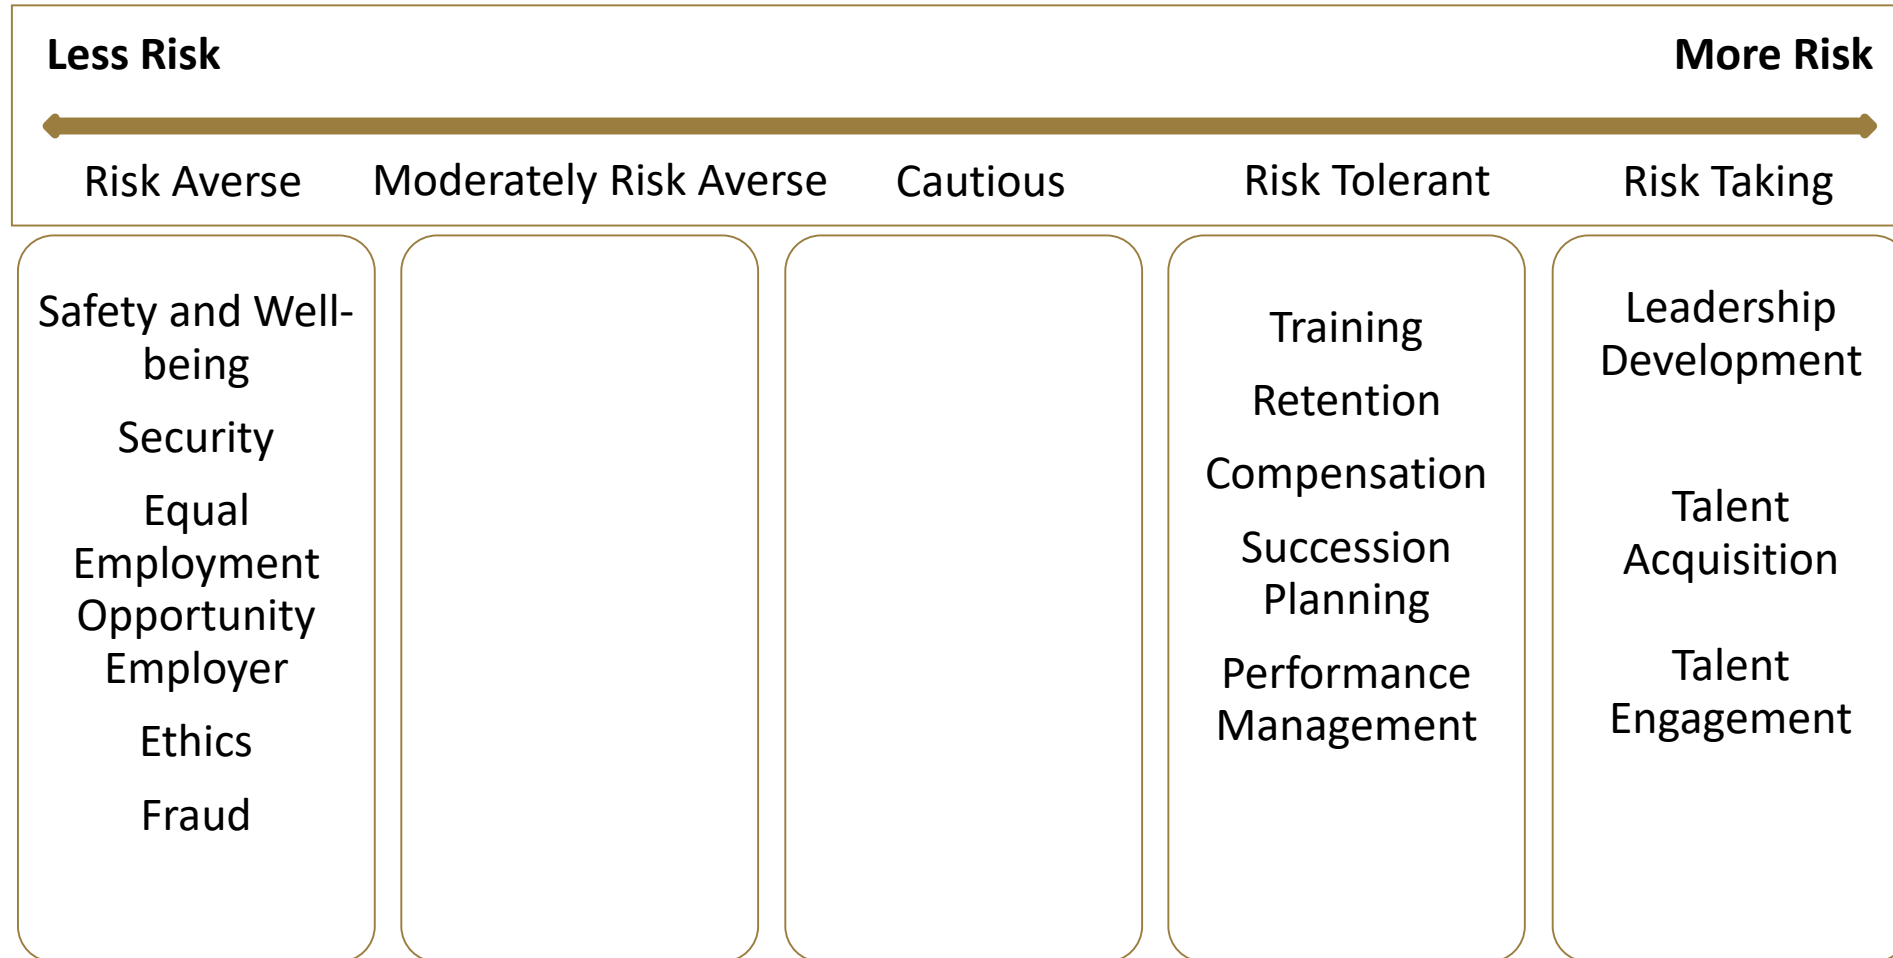 Less Risk
More Risk
Risk Averse
Moderately Risk Averse
Cautious
Risk Tolerant
Risk Taking
Safety and Well-
being
Security
Equal
Employment
Opportunity
Employer
Ethics
Fraud
Training
Retention
Compensation
Succession
Planning
Performance
Management
Leadership
Development
Talent
Acquisition
Talent
Engagement